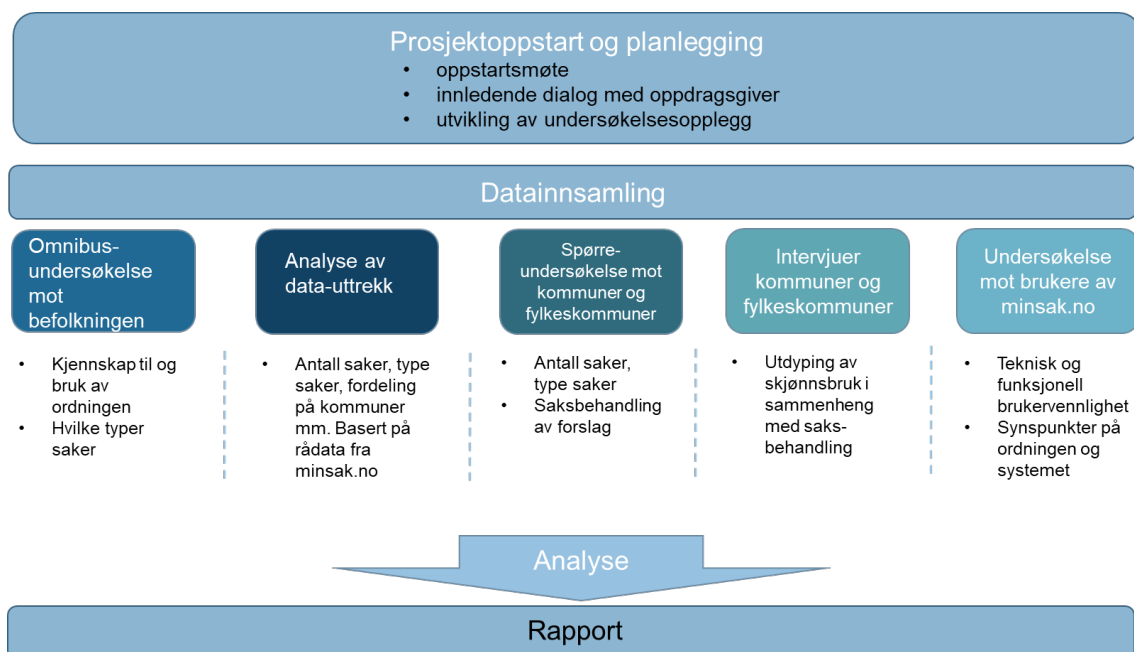 Prosjektoppstart og planlegging
• oppstartsmøte
• innledende dialog med oppdragsgiver
• utvikling av undersøkelsesopplegg
Datainnsamling
Omnibus-
undersøkelse
mot
befolkningen
Analyse av
data-uttrekk
Spørre-
undersøkelse mot
kommuner og
fylkeskommuner
Intervjuer
kommuner og
fylkeskommuner
Undersøkelse
mot brukere av
minsak.no
• Kjennskap til og
bruk av
ordningen
• Hvilke typer
saker
• Antall saker, type
saker, fordeling
på kommuner
mm. Basert på
rådata fra
minsak.no
• Antall saker,
type saker
• Saksbehandling
av forslag
• Utdyping av
skjønnsbruk i
sammenheng
med saks-
behandling
• Teknisk og
funksjonell
brukervennlighet
• Synspunkter på
ordningen og
systemet
Analyse
Rapport